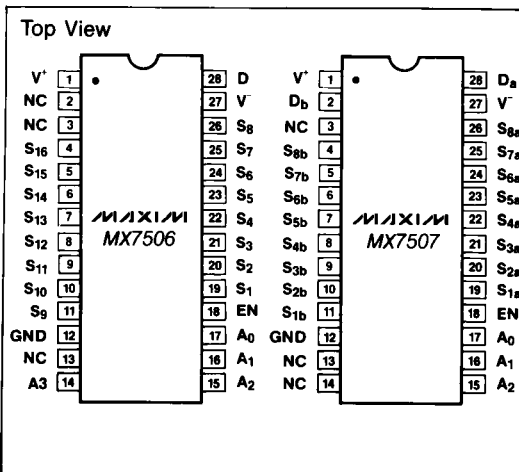 Top View
V+ 1 28 D
NC 2 27 V-
NC 3 26 S8
S16 4 25 S7
S15 5 24 S6
S14 6 23 S5
S13 7 22 S4
S12 8 21 S3
S11 9 20 S2
S10 10 19 S1
S9 11 18 EN
GND 12 17 A0
NC 13 16 A1
A3 14 15 A2
MAXIM
MX7506
V+ 1 28 Da
Db 2 27 V-
NC 3 26 S8a
S8b 4 25 S7a
S7b 5 24 S6a
S6b 6 23 S5a
S5b 7 22 S4a
S4b 8 21 S3a
S3b 9 20 S2a
S2b 10 19 S1a
S1b 11 18 EN
GND 12 17 A0
NC 13 16 A1
NC 14 15 A2
MAXIM
MX7507